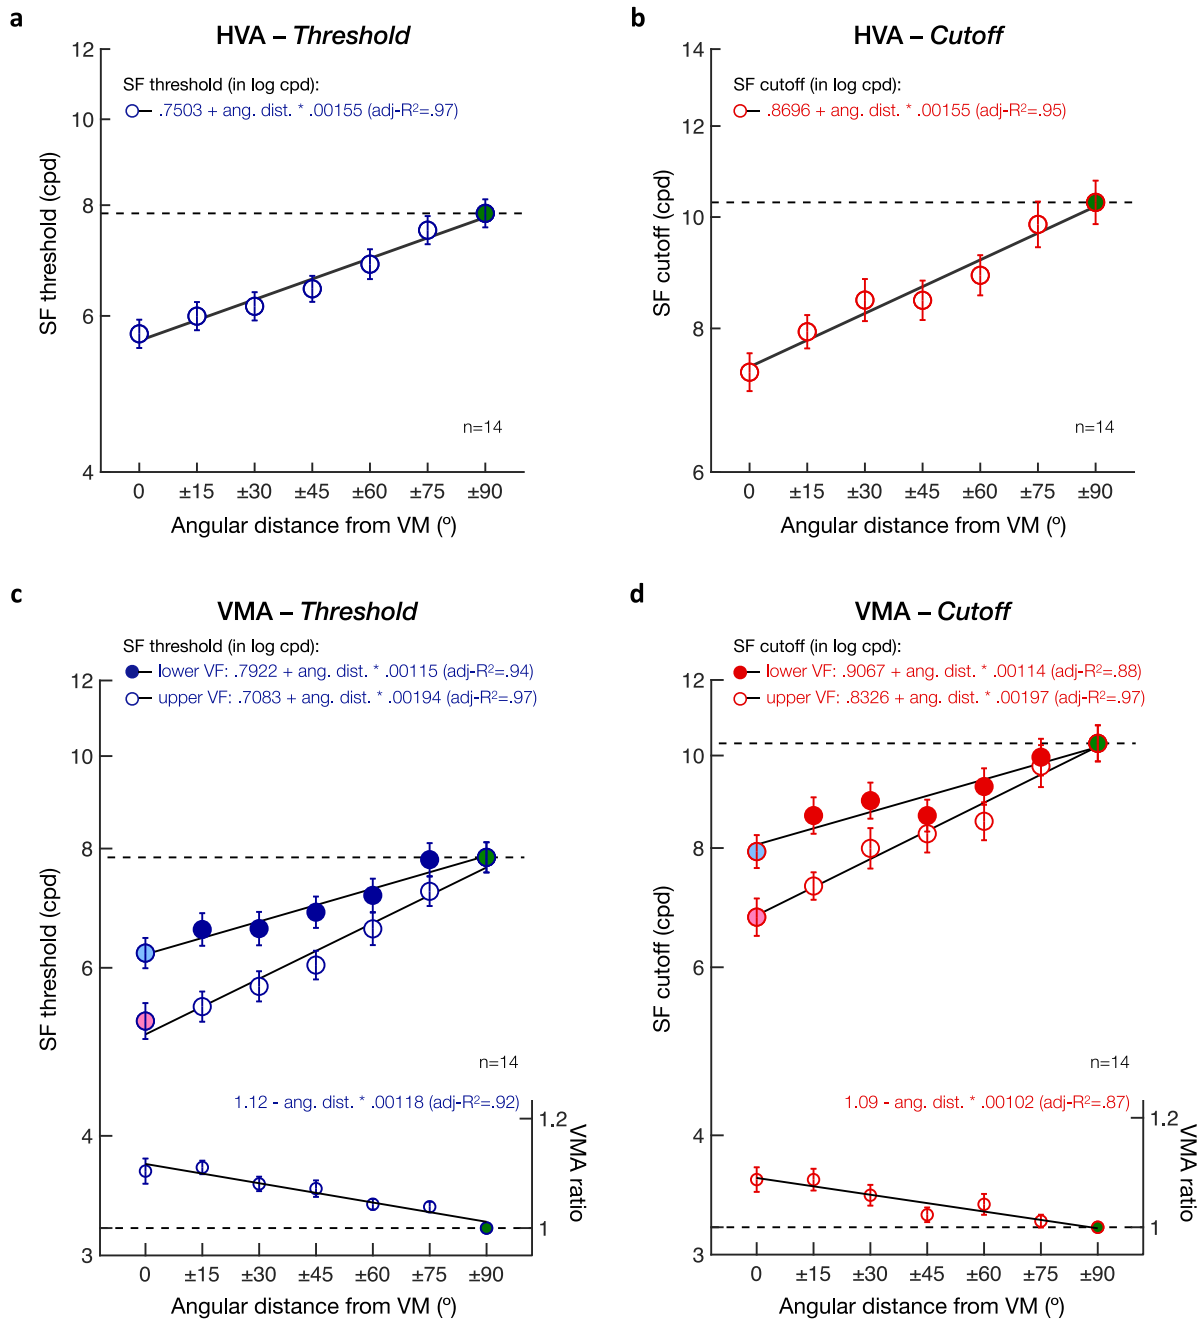 a
HVA – Threshold
12
10
8
6
4
SF threshold (cpd)
SF threshold (in log cpd):
.7503 + ang. dist. * .00155 (adj-R²=.97)
n=14
0 ±15 ±30 ±45 ±60 ±75 ±90
Angular distance from VM (º)
b
HVA – Cutoff
14
12
10
8
6
SF cutoff (cpd)
SF cutoff (in log cpd):
.8696 + ang. dist. * .00155 (adj-R²=.95)
n=14
0 ±15 ±30 ±45 ±60 ±75 ±90
Angular distance from VM (º)
c
VMA – Threshold
SF threshold (in log cpd):
lower VF: .7922 + ang. dist. * .00115 (adj-R²=.94)
upper VF: .7083 + ang. dist. * .00194 (adj-R²=.97)
12
10
8
6
4
3
SF threshold (cpd)
n=14
1.12 - ang. dist. * .00118 (adj-R²=.92)
1.2
1
VMA ratio
0 ±15 ±30 ±45 ±60 ±75 ±90
Angular distance from VM (º)
d
VMA – Cutoff
SF cutoff (in log cpd):
lower VF: .9067 + ang. dist. * .00114 (adj-R²=.88)
upper VF: .8326 + ang. dist. * .00197 (adj-R²=.97)
12
10
8
6
4
3
SF cutoff (cpd)
n=14
1.09 - ang. dist. * .00102 (adj-R²=.87)
1.2
1
VMA ratio
0 ±15 ±30 ±45 ±60 ±75 ±90
Angular distance from VM (º)